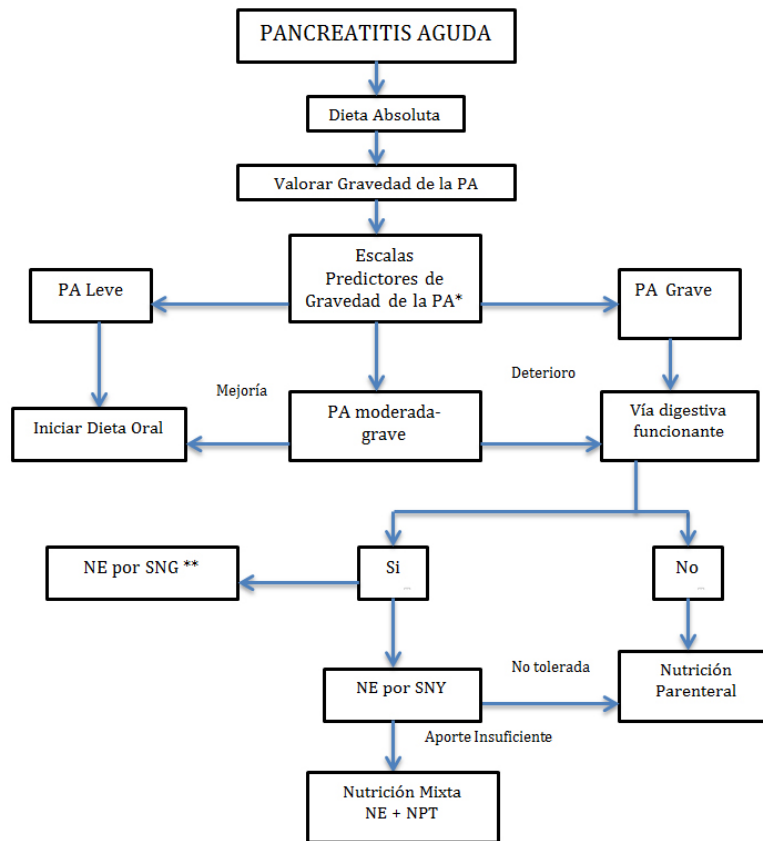 PANCREATITIS AGUDA
Dieta Absoluta
Valorar Gravedad de la PA
Escalas
Predictores de
Gravedad de la PA*
PA Leve
PA Grave
Mejoría
Deterioro
Iniciar Dieta Oral
PA moderada-
grave
Vía digestiva
funcionante
NE por SNG **
Si
No
NE por SNY
No tolerada
Nutrición
Parenteral
Aporte Insuficiente
Nutrición Mixta
NE + NPT